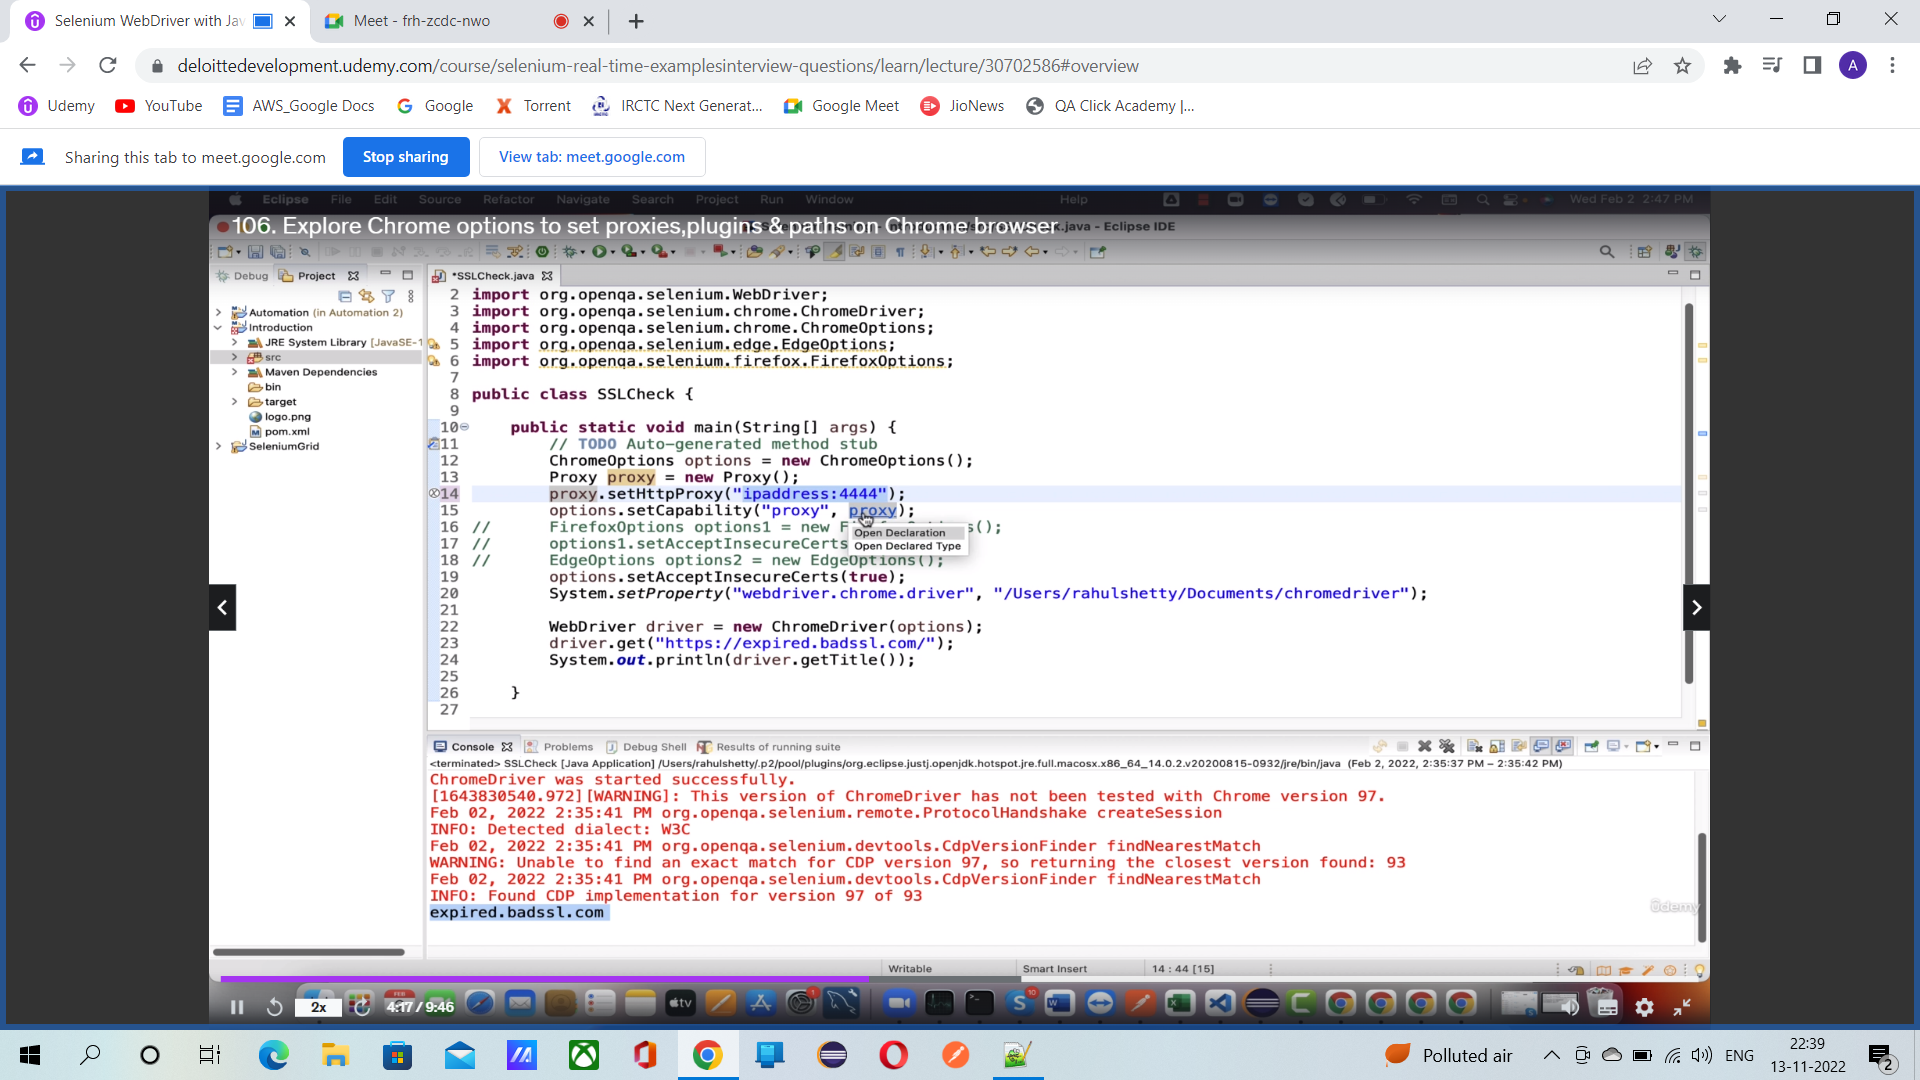 Selenium WebDriver with Jav
Meet - frh-zcdc-nwo
deloittedevelopment.udemy.com/course/selenium-real-time-examplesinterview-questions/learn/lecture/30702586#overview
A
Udemy YouTube AWS_Google Docs Google Torrent IRCTC Next Generat... Google Meet JioNews QA Click Academy |...
Sharing this tab to meet.google.com Stop sharing View tab: meet.google.com
Eclipse File Edit Source Refactor Navigate Search Project Run Window Help Wed Feb 2 2:47 PM
106. Explore Chrome options to set proxies,plugins & paths on Chrome browser
k.java - Eclipse IDE
Debug Project *SSLCheck.java
Automation (in Automation 2)
Introduction
JRE System Library [JavaSE-1
src
Maven Dependencies
bin
target
logo.png
pom.xml
SeleniumGrid
2 import org.openqa.selenium.WebDriver;
3 import org.openqa.selenium.chrome.ChromeDriver;
4 import org.openqa.selenium.chrome.ChromeOptions;
5 import org.openqa.selenium.edge.EdgeOptions;
6 import org.openqa.selenium.firefox.FirefoxOptions;
7
8 public class SSLCheck {
9
10 public static void main(String[] args) {
11 // TODO Auto-generated method stub
12 ChromeOptions options = new ChromeOptions();
13 Proxy proxy = new Proxy();
14 proxy.setHttpProxy("ipaddress:4444");
15 options.setCapability("proxy", proxy);
16 // FirefoxOptions options1 = new F s();
17 // options1.setAcceptInsecureCerts
18 // EdgeOptions options2 = new EdgeOptions();
Open Declaration
Open Declared Type
19 options.setAcceptInsecureCerts(true);
20 System.setProperty("webdriver.chrome.driver", "/Users/rahulshetty/Documents/chromedriver");
21
22 WebDriver driver = new ChromeDriver(options);
23 driver.get("https://expired.badssl.com/");
24 System.out.println(driver.getTitle());
25
26 }
27
Console Problems Debug Shell Results of running suite
<terminated> SSLCheck [Java Application] /Users/rahulshetty/.p2/pool/plugins/org.eclipse.justj.openjdk.hotspot.jre.full.macosx.x86_64_14.0.2.v20200815-0932/jre/bin/java (Feb 2, 2022, 2:35:37 PM – 2:35:42 PM)
ChromeDriver was started successfully.
[1643830540.972][WARNING]: This version of ChromeDriver has not been tested with Chrome version 97.
Feb 02, 2022 2:35:41 PM org.openqa.selenium.remote.ProtocolHandshake createSession
INFO: Detected dialect: W3C
Feb 02, 2022 2:35:41 PM org.openqa.selenium.devtools.CdpVersionFinder findNearestMatch
WARNING: Unable to find an exact match for CDP version 97, so returning the closest version found: 93
Feb 02, 2022 2:35:41 PM org.openqa.selenium.devtools.CdpVersionFinder findNearestMatch
INFO: Found CDP implementation for version 97 of 93
expired.badssl.com
ûdemy
Writable Smart Insert 14 : 44 [15]
2x 4:17 / 9:46
FEB tv 1 10
Polluted air ENG 22:39
13-11-2022 2